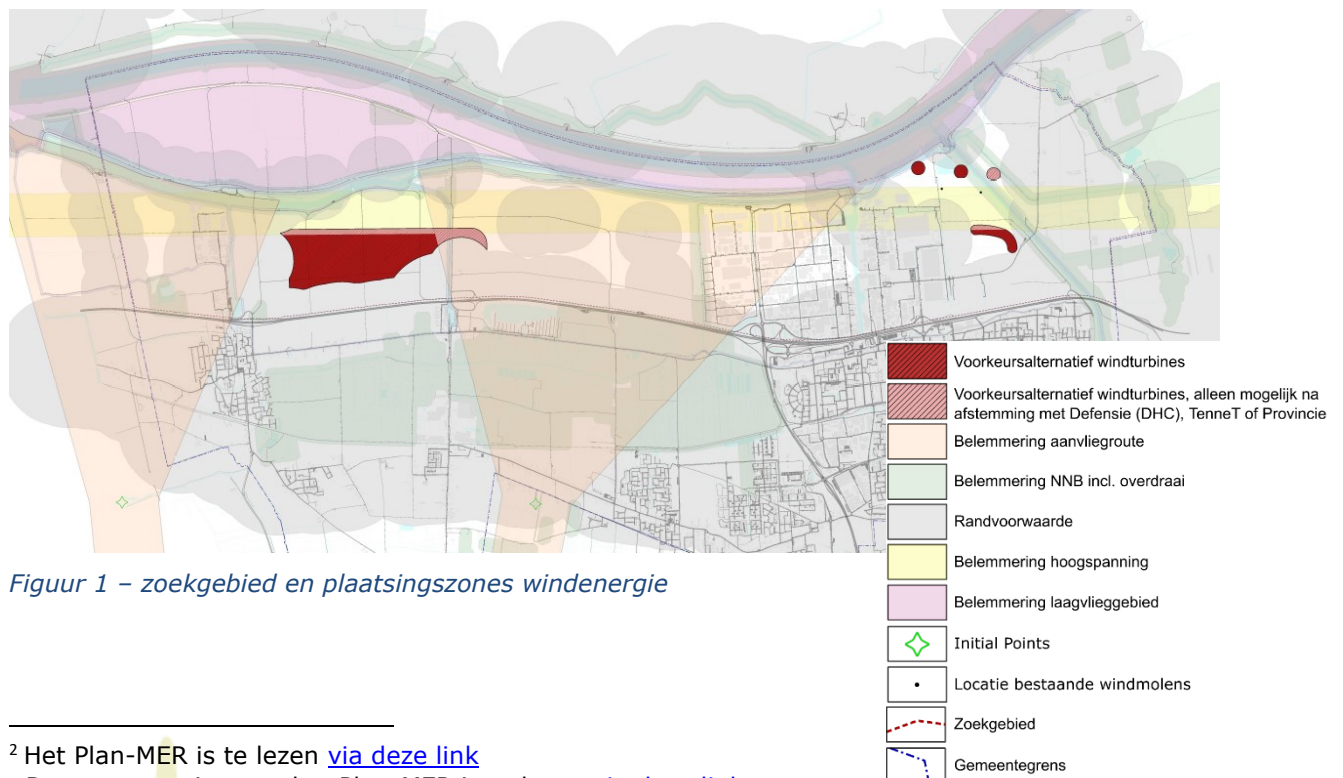 Voorkeursalternatief windturbines
Voorkeursalternatief windturbines, alleen mogelijk na
afstemming met Defensie (DHC), TenneT of Provincie
Belemmering aanvliegroute
Belemmering NNB incl. overdraai
Randvoorwaarde
Belemmering hoogspanning
Belemmering laagvlieggebied
Initial Points
Locatie bestaande windmolens
Zoekgebied
Gemeentegrens
Figuur 1 – zoekgebied en plaatsingszones windenergie
2 Het Plan-MER is te lezen via deze link